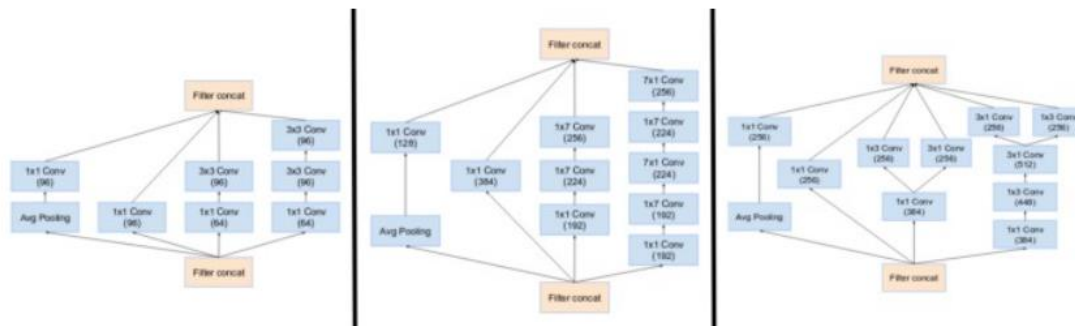 Filter concat
3x3 Conv
(96)
1x1 Conv
(96)
3x3 Conv
(96)
3x3 Conv
(96)
Avg Pooling
1x1 Conv
(96)
1x1 Conv
(64)
1x1 Conv
(64)
Filter concat
Filter concat
7x1 Conv
(256)
1x1 Conv
(128)
1x7 Conv
(256)
1x7 Conv
(224)
1x1 Conv
(384)
1x7 Conv
(224)
7x1 Conv
(224)
Avg Pooling
1x1 Conv
(192)
1x7 Conv
(192)
1x1 Conv
(192)
Filter concat
Filter concat
3x1 Conv
(256)
1x3 Conv
(256)
1x1 Conv
(256)
1x3 Conv
(256)
3x1 Conv
(256)
3x1 Conv
(512)
1x1 Conv
(256)
1x3 Conv
(448)
Avg Pooling
1x1 Conv
(384)
1x1 Conv
(384)
Filter concat